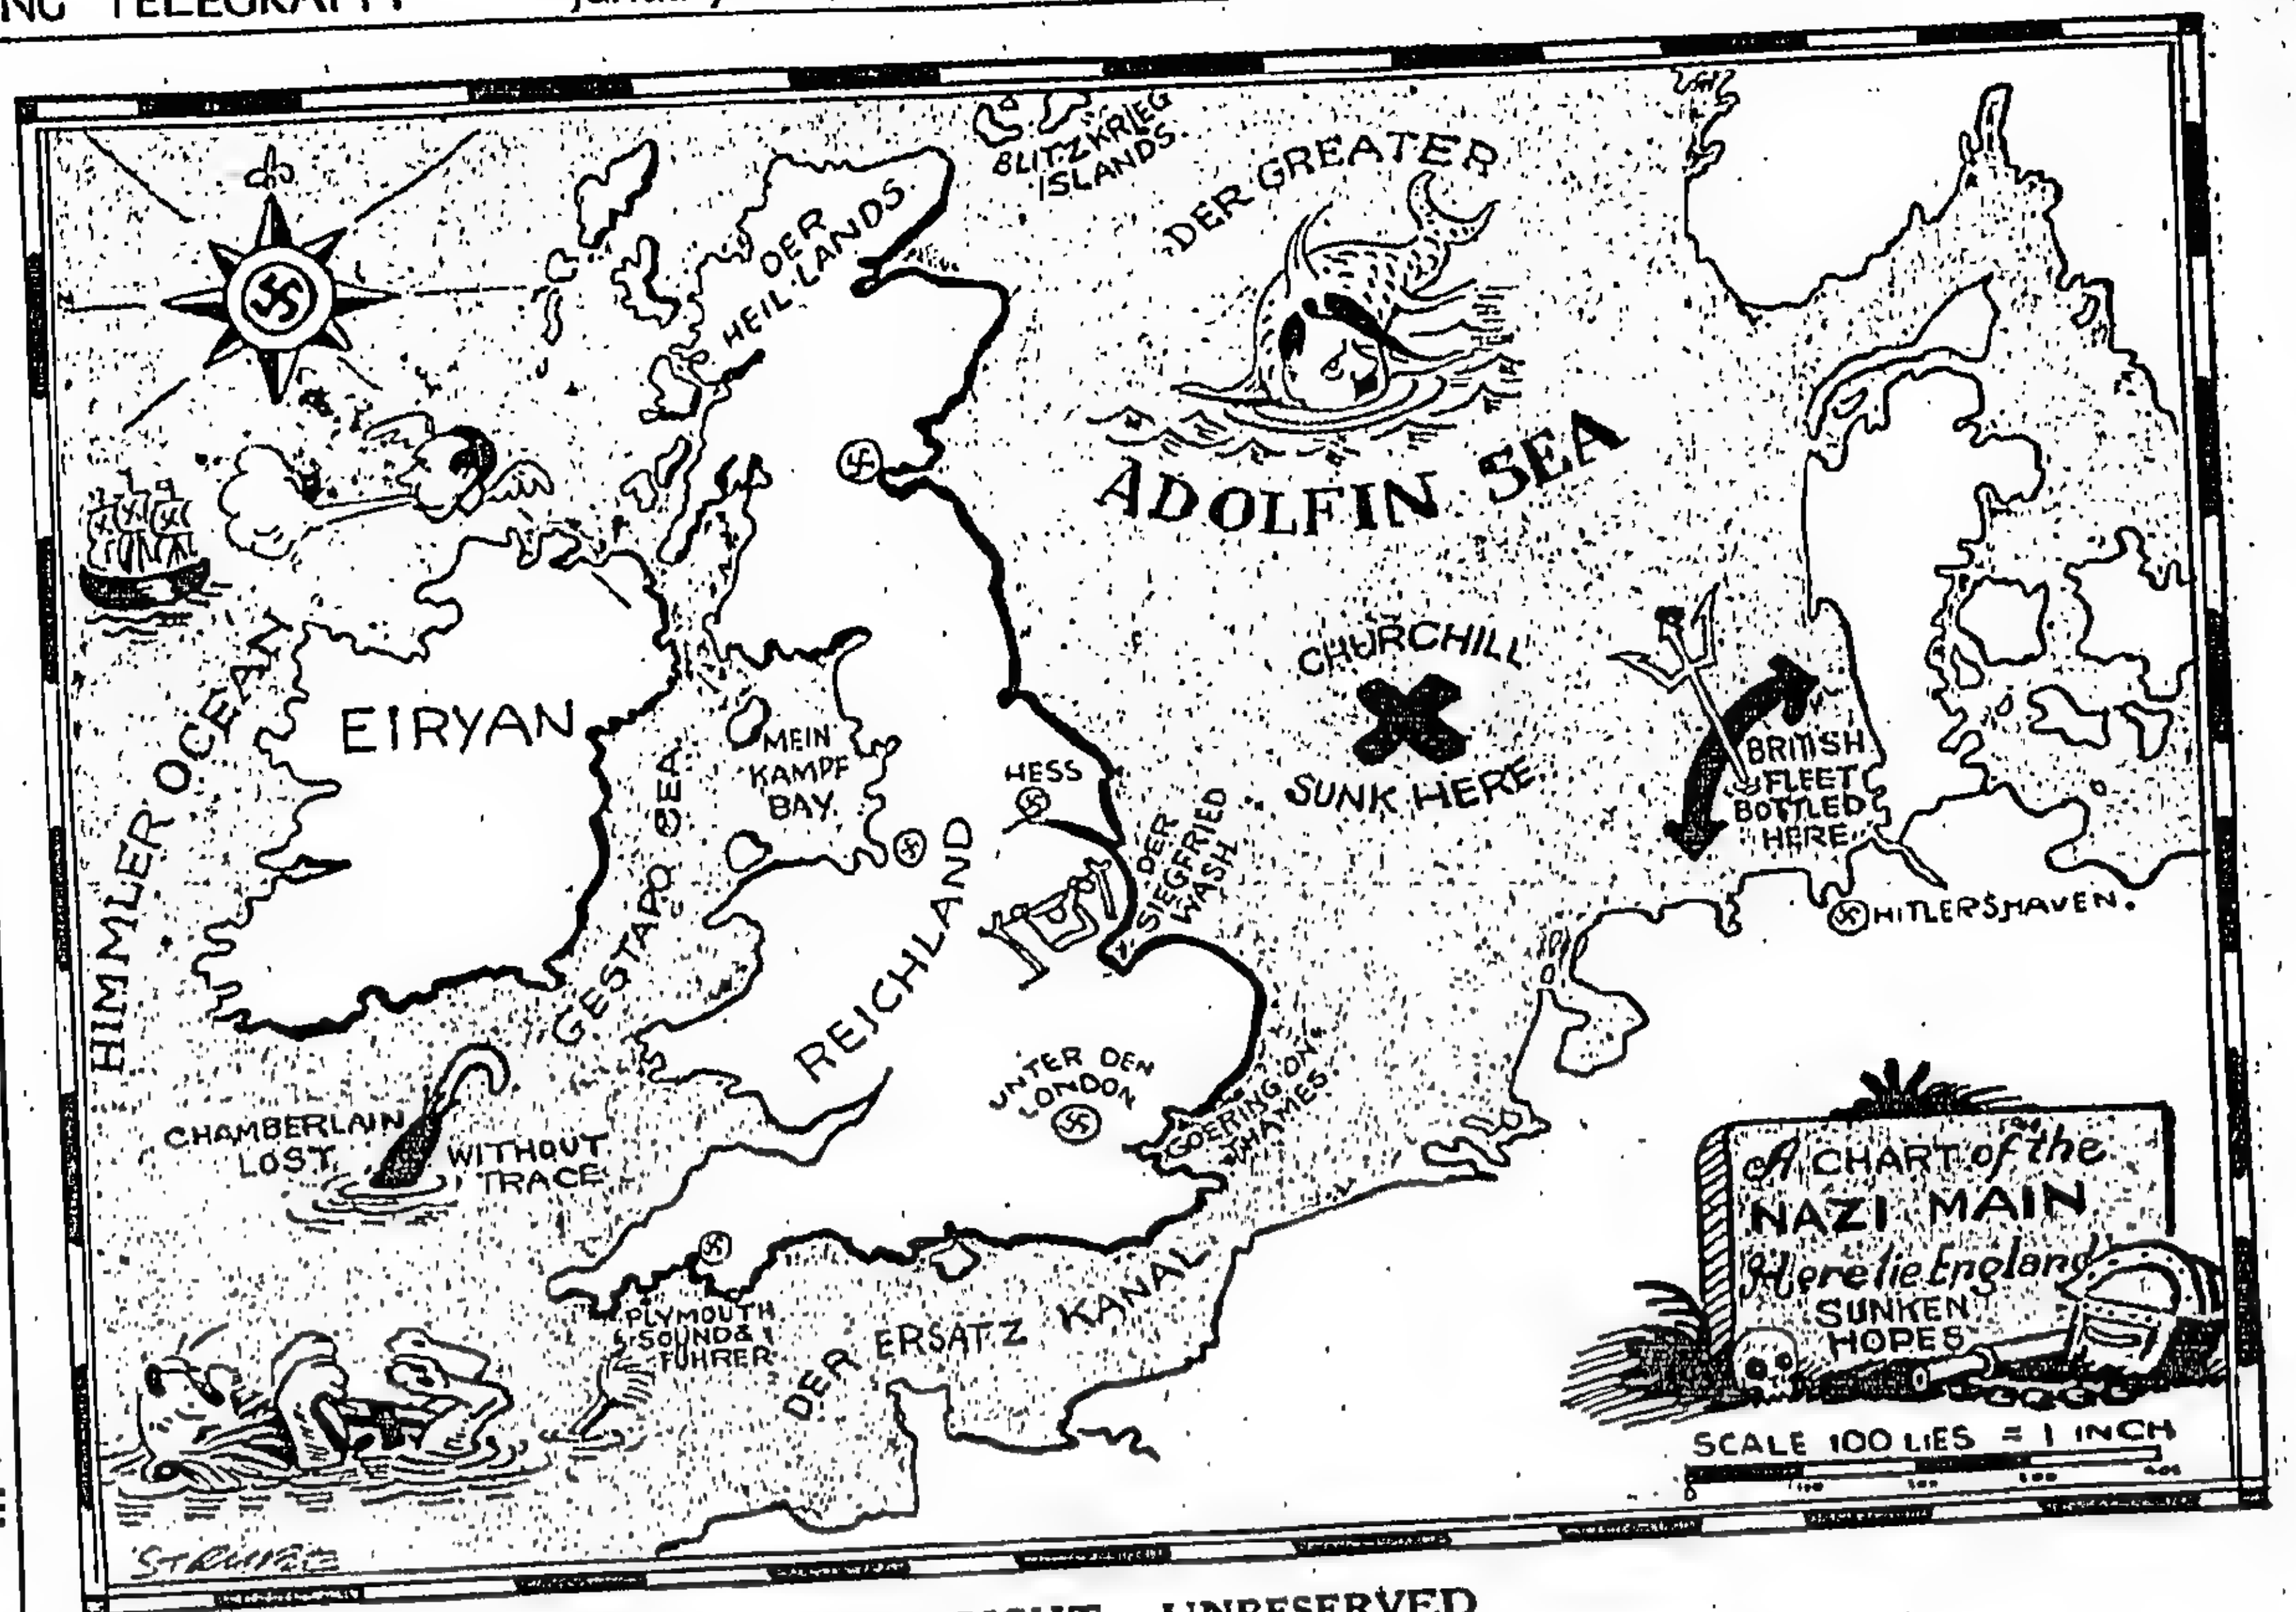 TELEGRAPH
January
BLITZKRIEG
ISLANDS.
DER GREATER
DER
HEIL-LANDS.
ADOLFIN SEA
HIMMLER OCEAN
EIRYAN
GESTAPO SEA.
MEIN
KAMPF
BAY.
HESS
DER
SIEGFRIED
WASH
CHURCHILL
SUNK HERE.
BRITISH
FLEET
BOTTLED
HERE.
HITLERSHAVEN.
REICHLAND
UNTER DEN
LONDON
GOERING ON
THAMES.
CHAMBERLAIN
LOST
WITHOUT
TRACE
PLYMOUTH
SOUND &
FUHRER
DER ERSATZ KANAL.
A CHART of the
NAZI MAIN
Here lie England
SUNKEN
HOPES
SCALE 100 LIES = 1 INCH
STRUBE
UNRESERVED